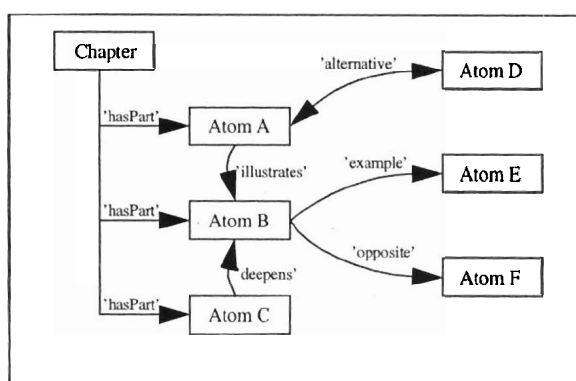 Chapter
'alternative'
Atom D
'hasPart'
Atom A
'illustrates'
'example'
Atom E
'hasPart'
Atom B
'opposite'
'deepens'
Atom F
'hasPart'
Atom C